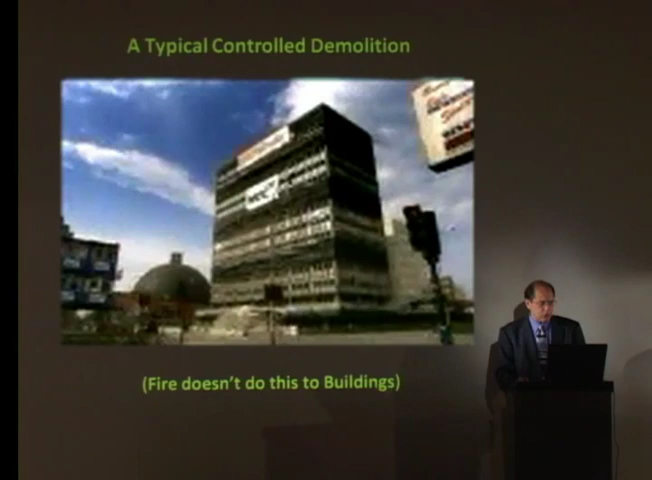 A Typical Controlled Demolition
(Fire doesn't do this to Buildings)